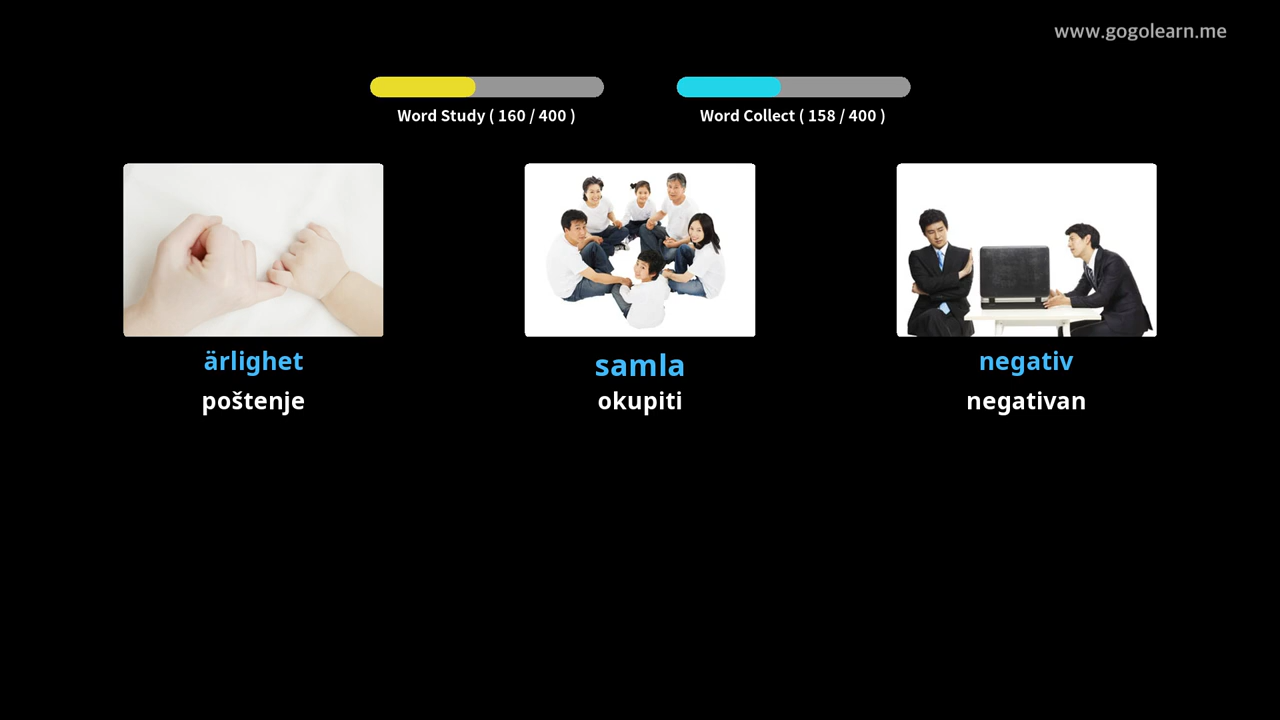 www.gogolearn.me
Word Study ( 160 / 400 )
Word Collect ( 158 / 400 )
ärlighet
samla
negativ
poštenje
okupiti
negativan